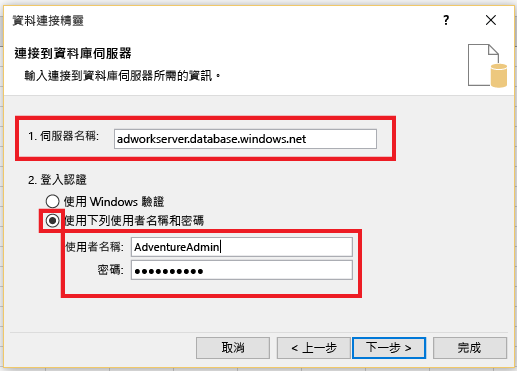 資料連接精靈
連接到資料庫伺服器
輸入連接到資料庫伺服器所需的資訊。
1. 伺服器名稱: adworkserver.database.windows.net
2. 登入認證
使用 Windows 驗證
使用下列使用者名稱和密碼
使用者名稱: AdventureAdmin
密碼: ●●●●●●●●●●
取消 < 上一步 下一步 > 完成